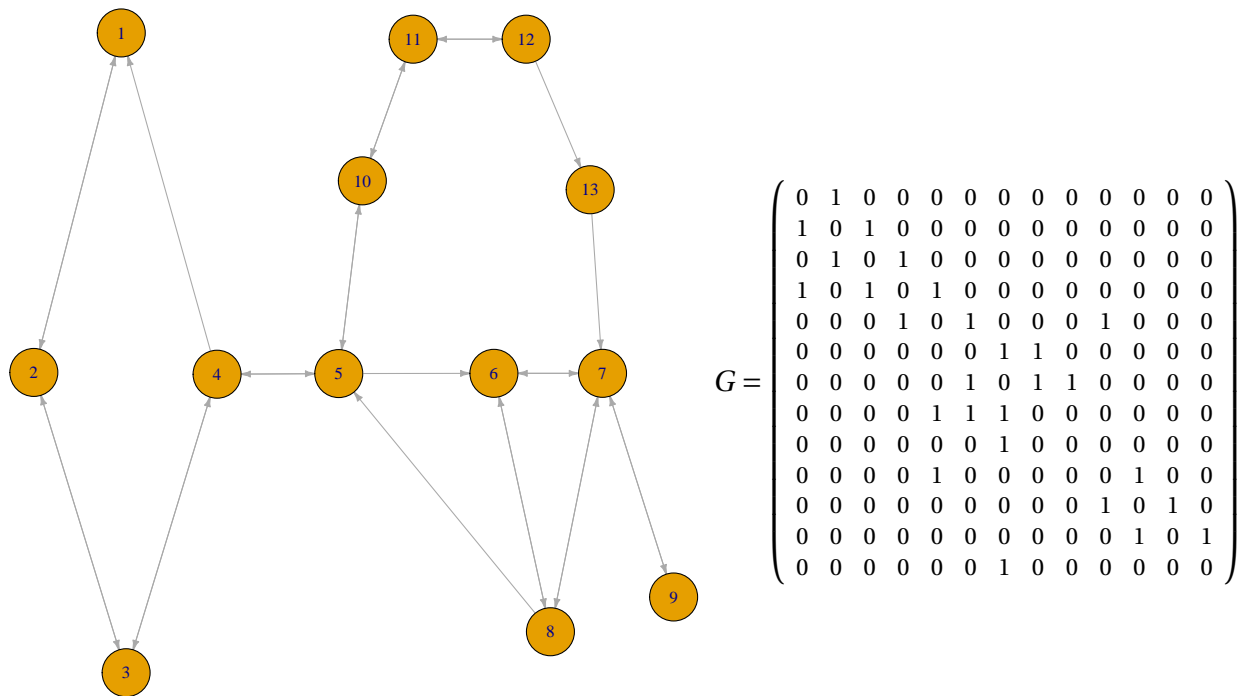 1
11 12
10
13
2 4 5 6 7
9
8
3
G =
0 1 0 0 0 0 0 0 0 0 0 0 0
1 0 1 0 0 0 0 0 0 0 0 0 0
0 1 0 1 0 0 0 0 0 0 0 0 0
1 0 1 0 1 0 0 0 0 0 0 0 0
0 0 0 1 0 1 0 0 0 1 0 0 0
0 0 0 0 0 0 1 1 0 0 0 0 0
0 0 0 0 0 1 0 1 1 0 0 0 0
0 0 0 0 1 1 1 0 0 0 0 0 0
0 0 0 0 0 0 1 0 0 0 0 0 0
0 0 0 0 1 0 0 0 0 0 1 0 0
0 0 0 0 0 0 0 0 0 1 0 1 0
0 0 0 0 0 0 0 0 0 0 1 0 1
0 0 0 0 0 0 1 0 0 0 0 0 0